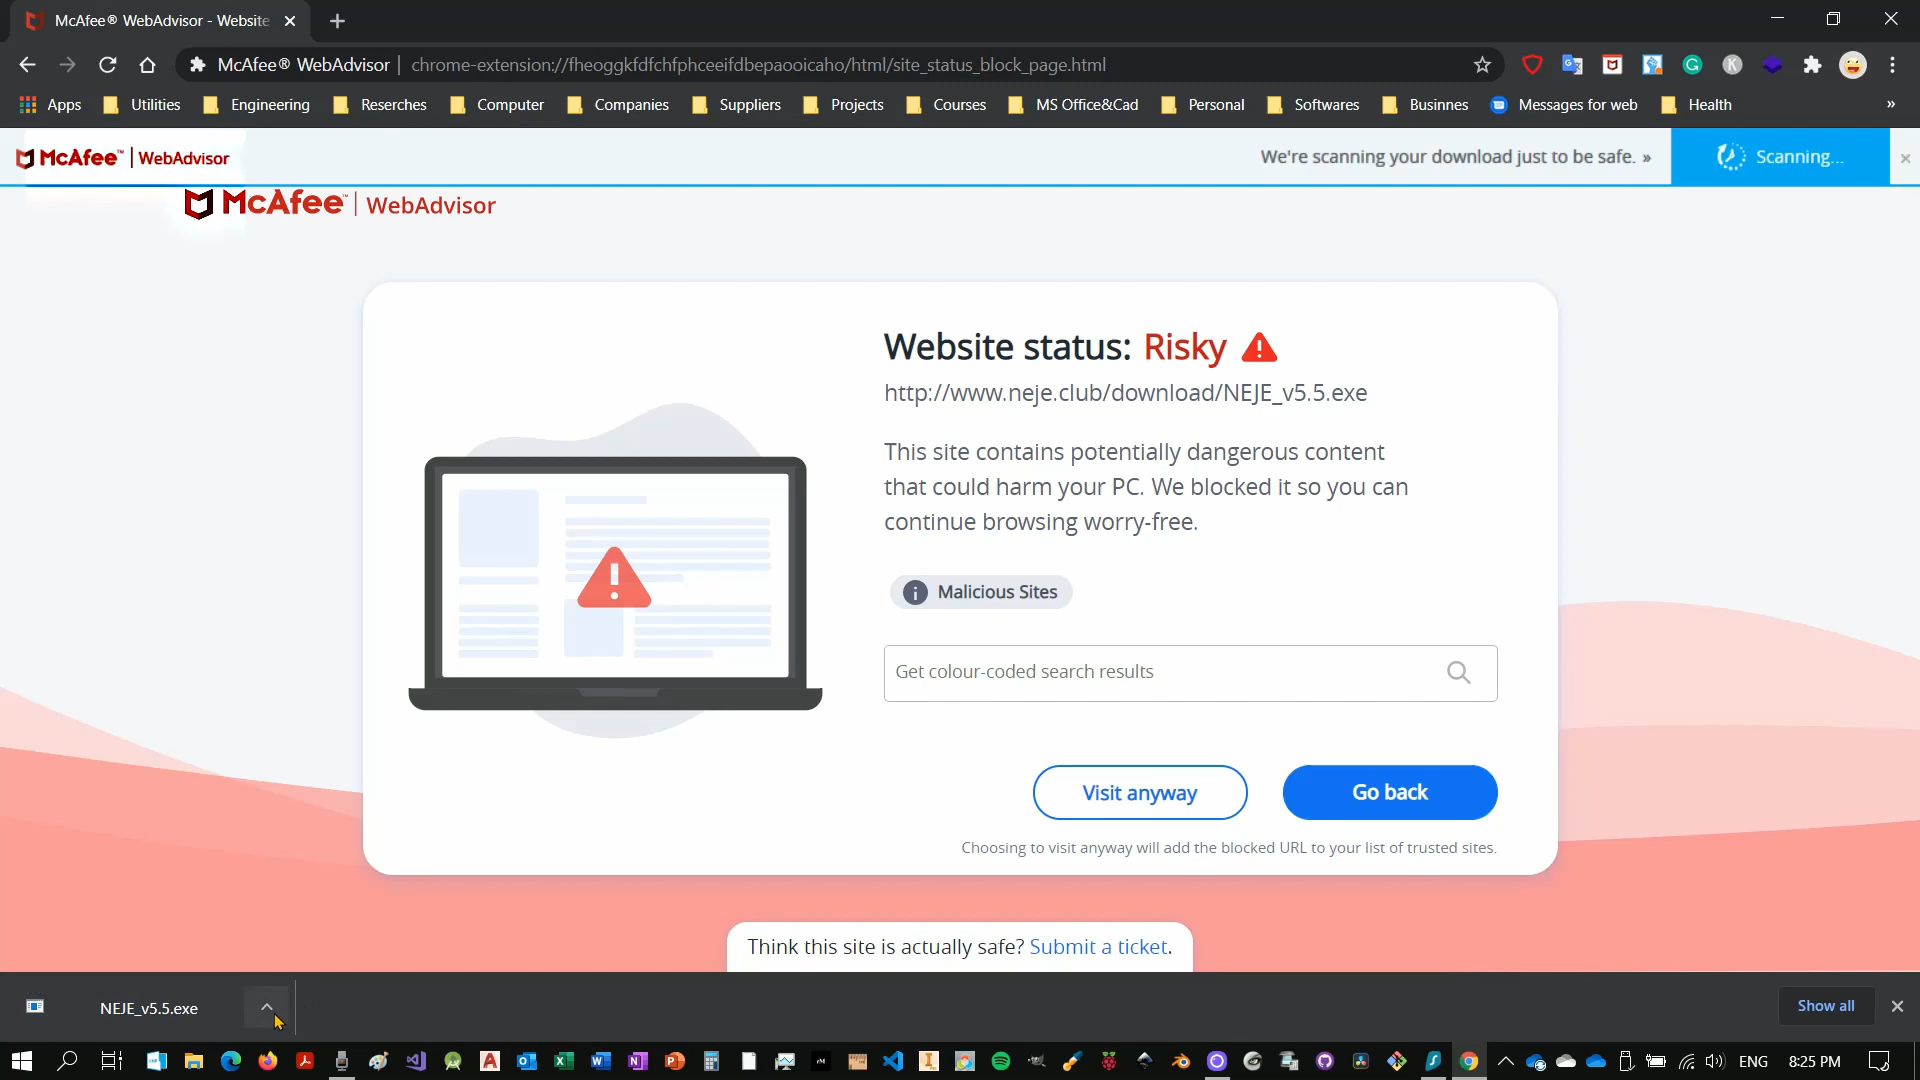 McAfee® WebAdvisor - Website
McAfee® WebAdvisor | chrome-extension://fheoggkfdfchfphceeifdbepaooicaho/html/site_status_block_page.html
Apps Utilities Engineering Reserches Computer Companies Suppliers Projects Courses MS Office&Cad Personal Softwares Businnes Messages for web Health »
McAfee™ | WebAdvisor We're scanning your download just to be safe. » Scanning...
McAfee™ | WebAdvisor
Website status: Risky
http://www.neje.club/download/NEJE_v5.5.exe
This site contains potentially dangerous content
that could harm your PC. We blocked it so you can
continue browsing worry-free.
Malicious Sites
Get colour-coded search results
Visit anyway Go back
Choosing to visit anyway will add the blocked URL to your list of trusted sites.
Think this site is actually safe? Submit a ticket.
NEJE_v5.5.exe Show all
ENG 8:25 PM